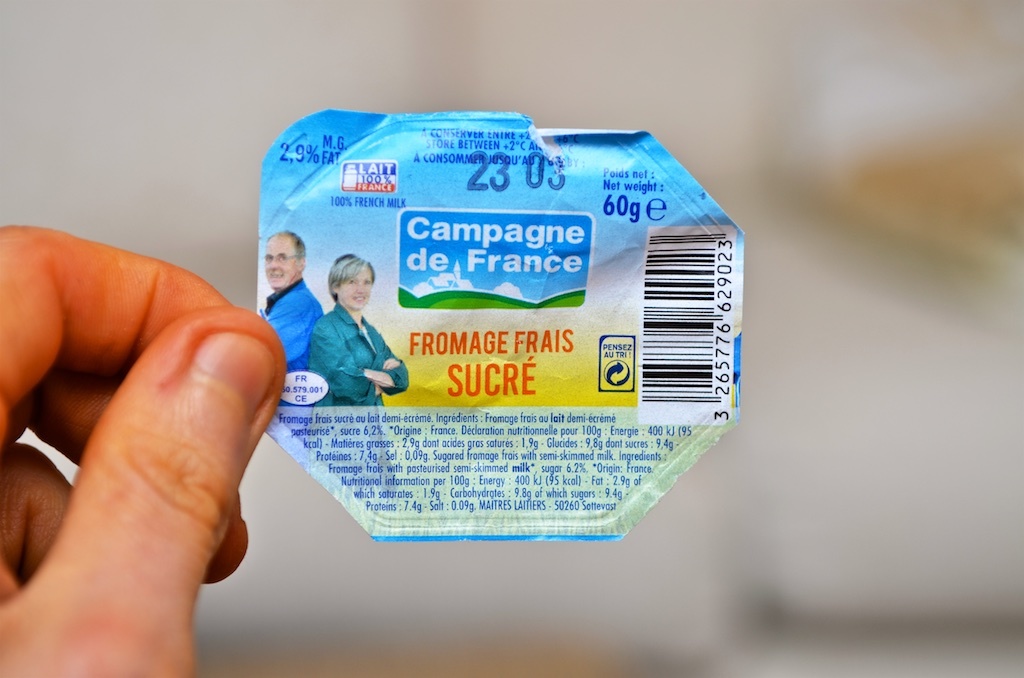 2,9% M.G.
FAT
LAIT
100%
FRANCE
100% FRENCH MILK
À CONSERVER ENTRE +2 +6°C
STORE BETWEEN +2°C C
À CONSOMMER JUSQU'AU BY :
23 03
Poids net :
Net weight :
60g e
Campagne
de France
FROMAGE FRAIS
SUCRÉ
PENSEZ
AU TRI !
3 265776 629023
FR
50.579.001
CE
Fromage frais sucré au lait demi-écrémé. Ingrédients : Fromage frais au lait demi-écrémé
pasteurisé*, sucre 6,2%. *Origine : France. Déclaration nutritionnelle pour 100g : Energie : 400 kJ (95
kcal) - Matières grasses : 2,9g dont acides gras saturés : 1,9g - Glucides : 9,8g dont sucres : 9,4g -
Protéines : 7,4g - Sel : 0,09g. Sugared fromage frais with semi-skimmed milk. Ingredients :
Fromage frais with pasteurised semi-skimmed milk*, sugar 6.2%. *Origin: France.
Nutritional information per 100g : Energy : 400 kJ (95 kcal) - Fat : 2.9g of
which saturates : 1.9g - Carbohydrates : 9.8g of which sugars : 9.4g -
Proteins : 7.4g - Salt : 0.09g. MAÎTRES LAITIERS - 50260 Sottevast